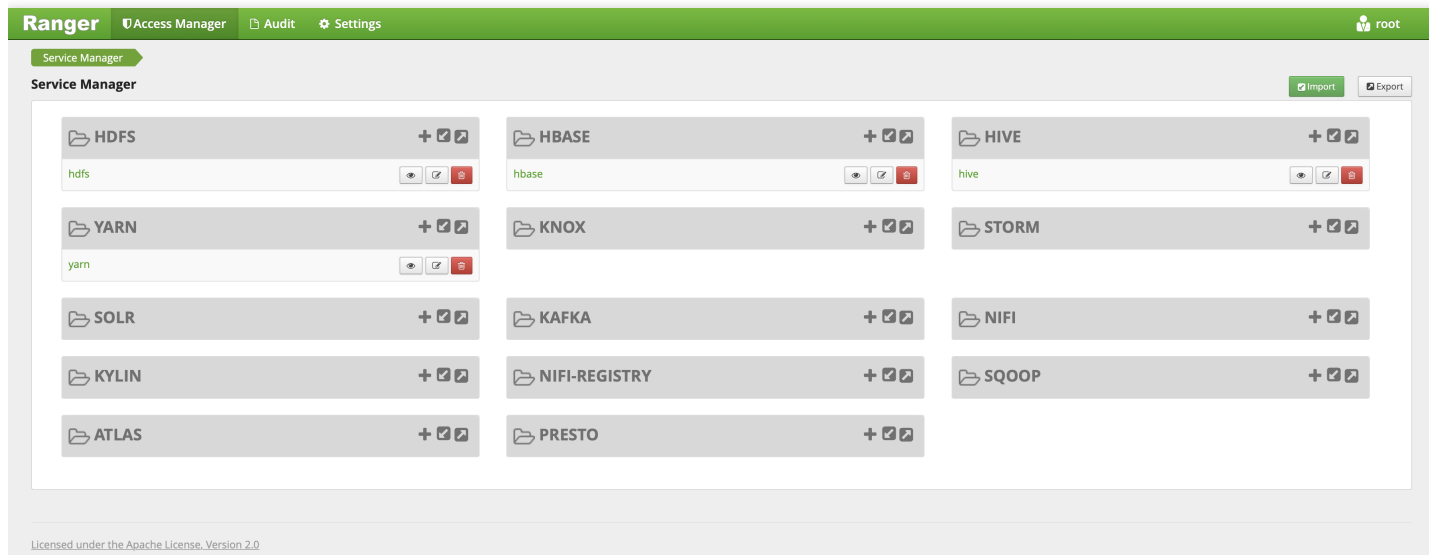 Ranger Access Manager Audit Settings root
Service Manager
Service Manager Import Export
HDFS HBASE HIVE
hdfs hbase hive
YARN KNOX STORM
yarn
SOLR KAFKA NIFI
KYLIN NIFI-REGISTRY SQOOP
ATLAS PRESTO
Licensed under the Apache License, Version 2.0